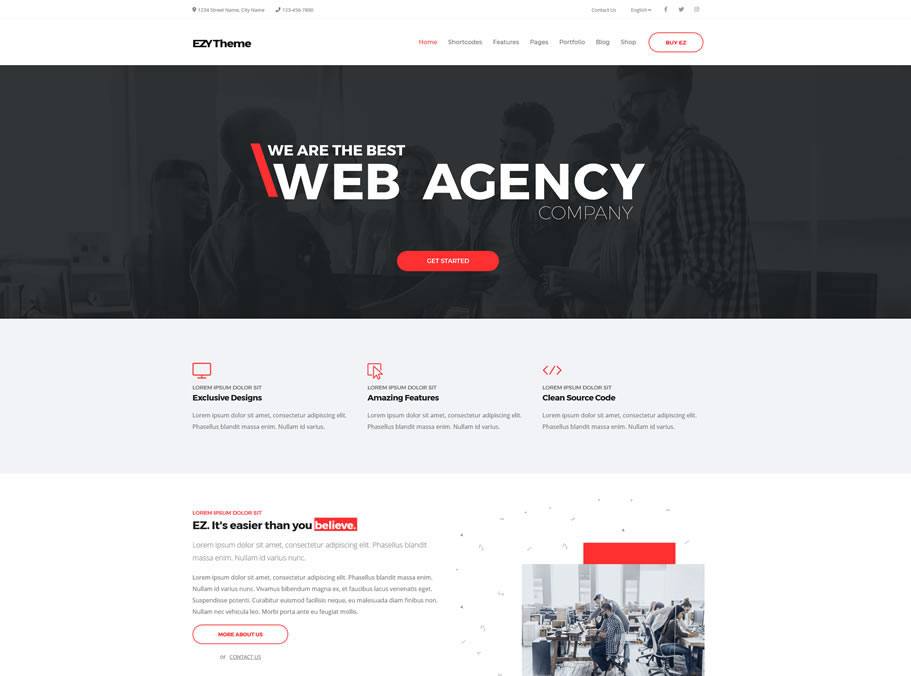 1234 Street Name, City Name 123-456-7890 Contact Us English
EZY Theme Home Shortcodes Features Pages Portfolio Blog Shop BUY EZ
WE ARE THE BEST
WEB AGENCY
COMPANY
GET STARTED
LOREM IPSUM DOLOR SIT
Exclusive Designs
Lorem ipsum dolor sit amet, consectetur adipiscing elit.
Phasellus blandit massa enim. Nullam id varius.
LOREM IPSUM DOLOR SIT
Amazing Features
Lorem ipsum dolor sit amet, consectetur adipiscing elit.
Phasellus blandit massa enim. Nullam id varius.
LOREM IPSUM DOLOR SIT
Clean Source Code
Lorem ipsum dolor sit amet, consectetur adipiscing elit.
Phasellus blandit massa enim. Nullam id varius.
LOREM IPSUM DOLOR SIT
EZ. It's easier than you believe.
Lorem ipsum dolor sit amet, consectetur adipiscing elit. Phasellus blandit
massa enim. Nullam id varius nunc.
Lorem ipsum dolor sit amet, consectetur adipiscing elit. Phasellus blandit massa enim.
Nullam id varius nunc. Vivamus bibendum magna ex, et faucibus lacus venenatis eget.
Suspendisse potenti. Curabitur euismod facilisis neque, eu malesuada diam finibus non.
Nullam nec vehicula leo. Morbi porta ante eu feugiat mollis.
MORE ABOUT US
or CONTACT US